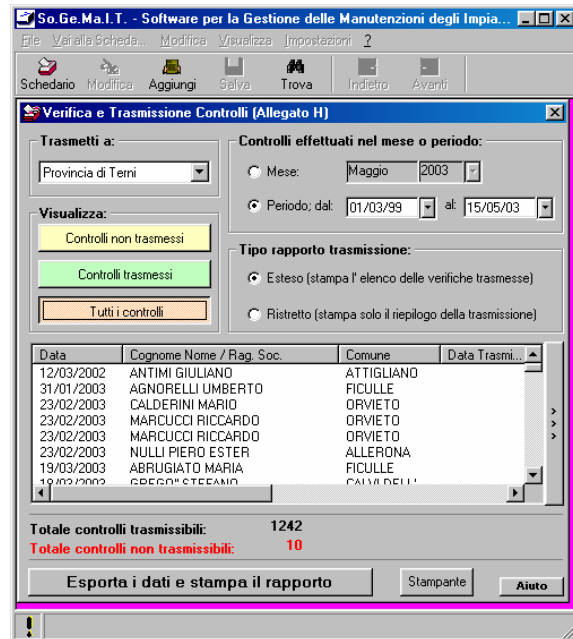 So.Ge.Ma.I.T. - Software per la Gestione delle Manutenzioni degli Impia...
File Vai alla Scheda... Modifica Visualizza Impostazioni ?
Schedario Modifica Aggiungi Salva Trova Indietro Avanti
Verifica e Trasmissione Controlli (Allegato H)
Trasmetti a:
Provincia di Terni
Controlli effettuati nel mese o periodo:
Mese: Maggio 2003
Periodo; dal: 01/03/99 al: 15/05/03
Visualizza:
Controlli non trasmessi
Controlli trasmessi
Tutti i controlli
Tipo rapporto trasmissione:
Esteso (stampa l' elenco delle verifiche trasmesse)
Ristretto (stampa solo il riepilogo della trasmissione)
Data Cognome Nome / Rag. Soc. Comune Data Trasmi...
12/03/2002 ANTIMI GIULIANO ATTIGLIANO
31/01/2003 AGNORELLI UMBERTO FICULLE
23/02/2003 CALDERINI MARIO ORVIETO
23/02/2003 MARCUCCI RICCARDO ORVIETO
23/02/2003 MARCUCCI RICCARDO ORVIETO
23/02/2003 NULLI PIERO ESTER ALLERONA
19/03/2003 ABRUGIATO MARIA FICULLE
GREGO" STEFANO CALVI DELL'
Totale controlli trasmissibili: 1242
Totale controlli non trasmissibili: 10
Esporta i dati e stampa il rapporto
Stampante
Aiuto